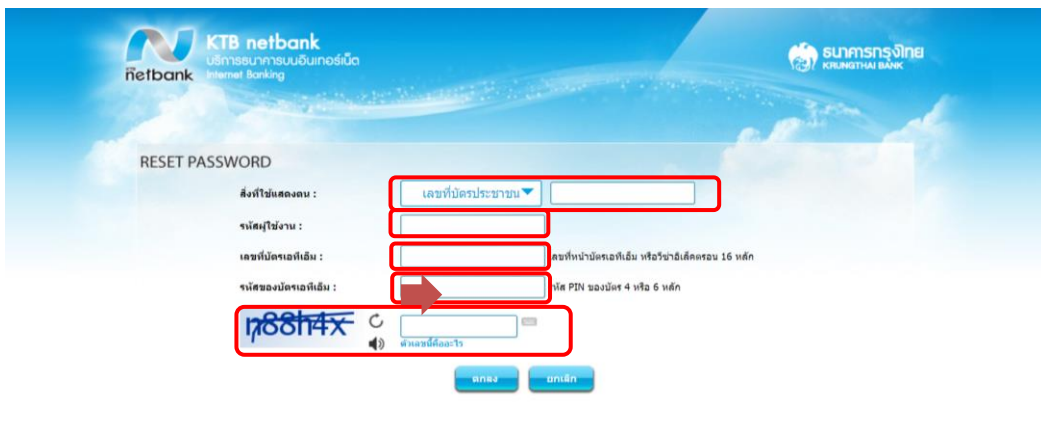 KTB netbank
บริการธนาคารบนอินเทอร์เน็ต
Internet Banking
netbank
ธนาคารกรุงไทย
KRUNGTHAI BANK
RESET PASSWORD
สิ่งที่ใช้แสดงตน :
เลขที่บัตรประชาชน
รหัสผู้ใช้งาน :
เลขที่บัตรเอทีเอ็ม :
ลขที่หน้าบัตรเอทีเอ็ม หรือวีซ่าอิเล็คตรอน 16 หลัก
รหัสของบัตรเอทีเอ็ม :
หัส PIN ของบัตร 4 หรือ 6 หลัก
n88h4x
ตัวเลขนี้คืออะไร
ตกลง
ยกเลิก